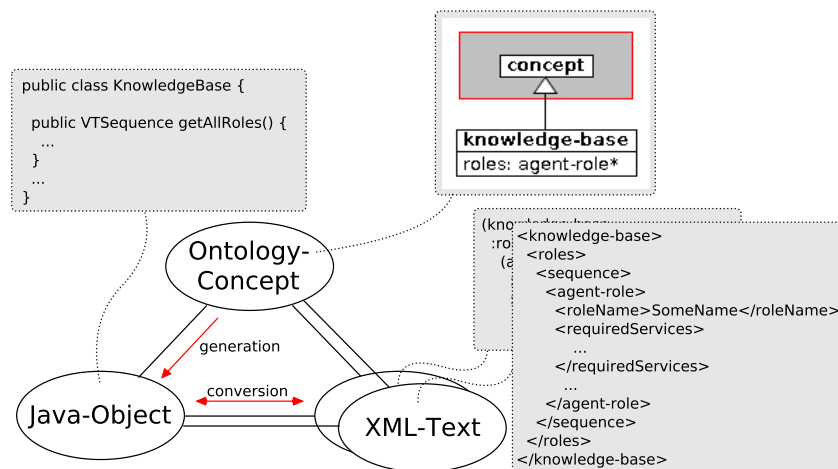 concept
knowledge-base
roles: agent-role*
public class KnowledgeBase {
public VTSequence getAllRoles() {
...
}
...
}
Ontology-
Concept
generation
conversion
Java-Object
XML-Text
:ro
(a
<knowledge-base>
<roles>
<sequence>
<agent-role>
<roleName>SomeName</roleName>
<requiredServices>
...
</requiredServices>
...
</agent-role>
</sequence>
</roles>
</knowledge-base>